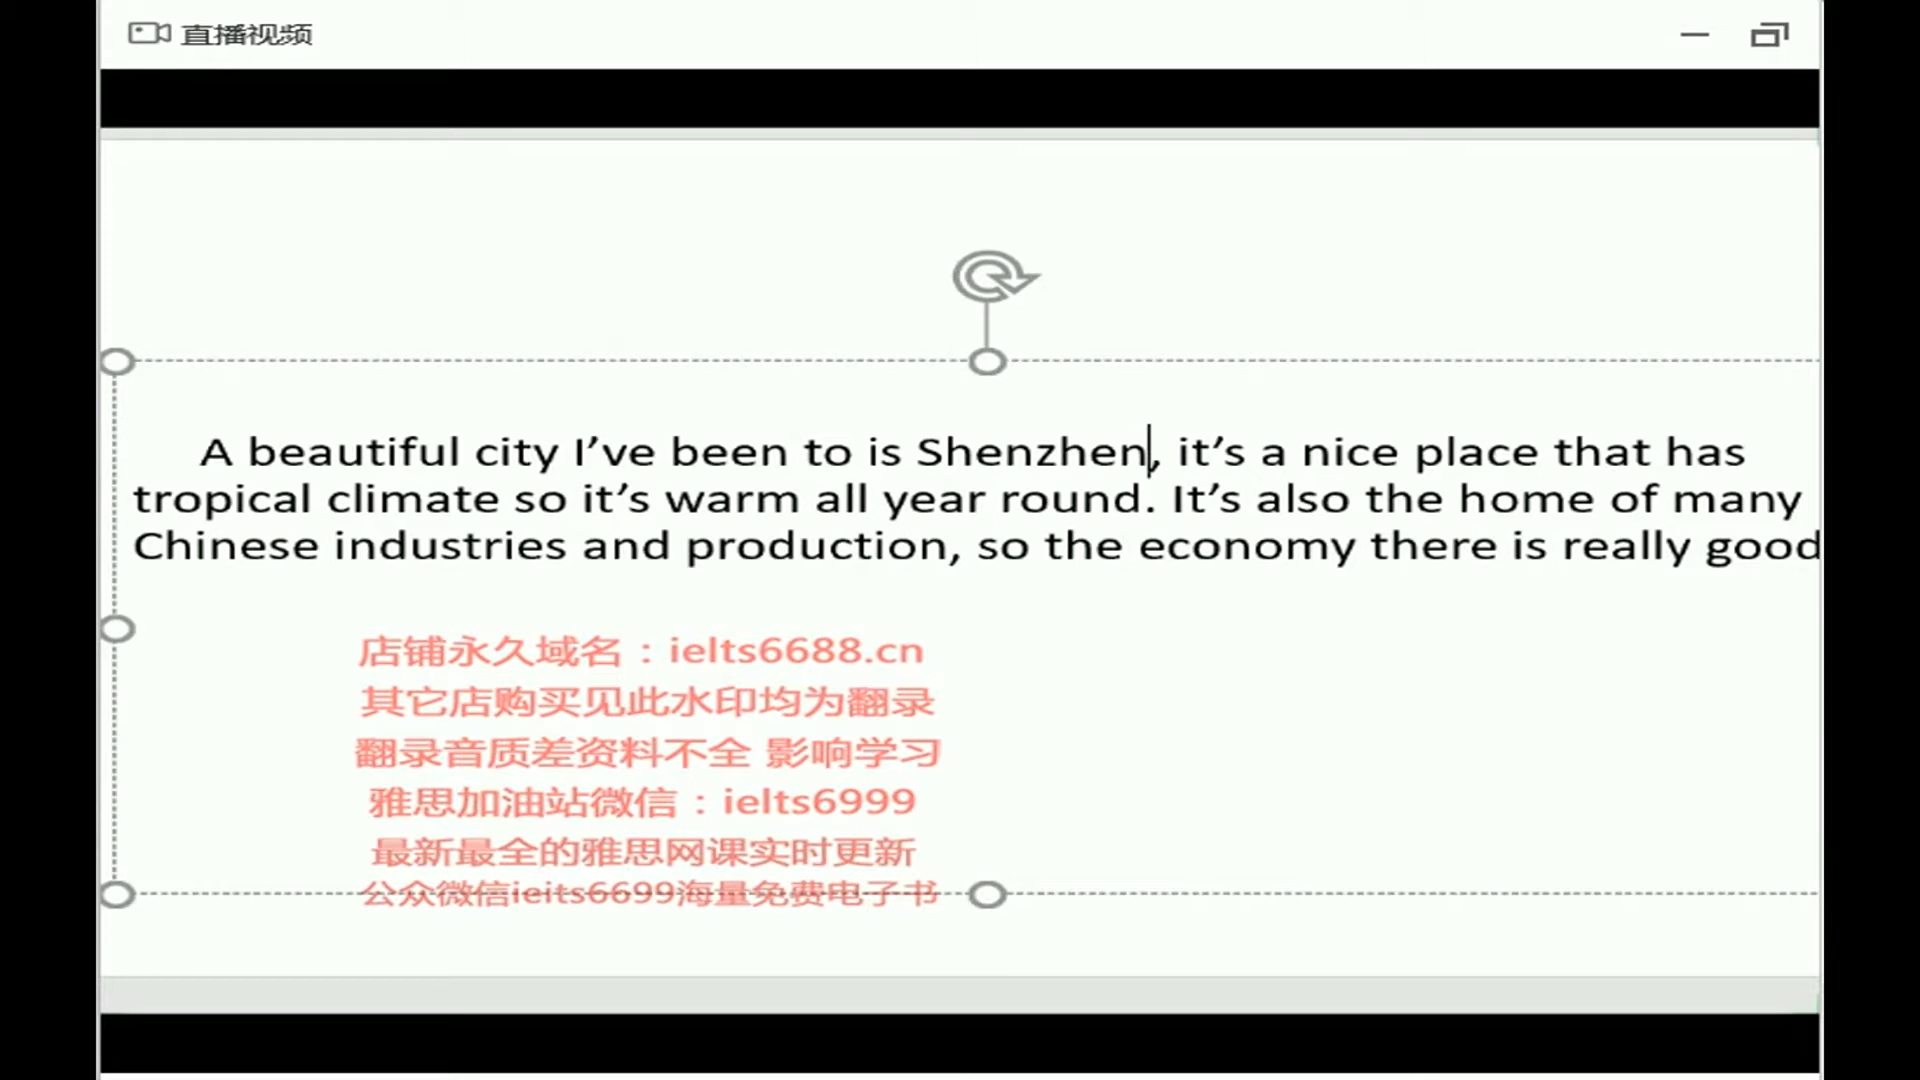 直播视频
A beautiful city I’ve been to is Shenzhen, it’s a nice place that has
tropical climate so it’s warm all year round. It’s also the home of many
Chinese industries and production, so the economy there is really good
店铺永久域名：ielts6688.cn
其它店购买见此水印均为翻录
翻录音质差资料不全 影响学习
雅思加油站微信：ielts6999
最新最全的雅思网课实时更新
公众微信ieits6699海量免费电子书